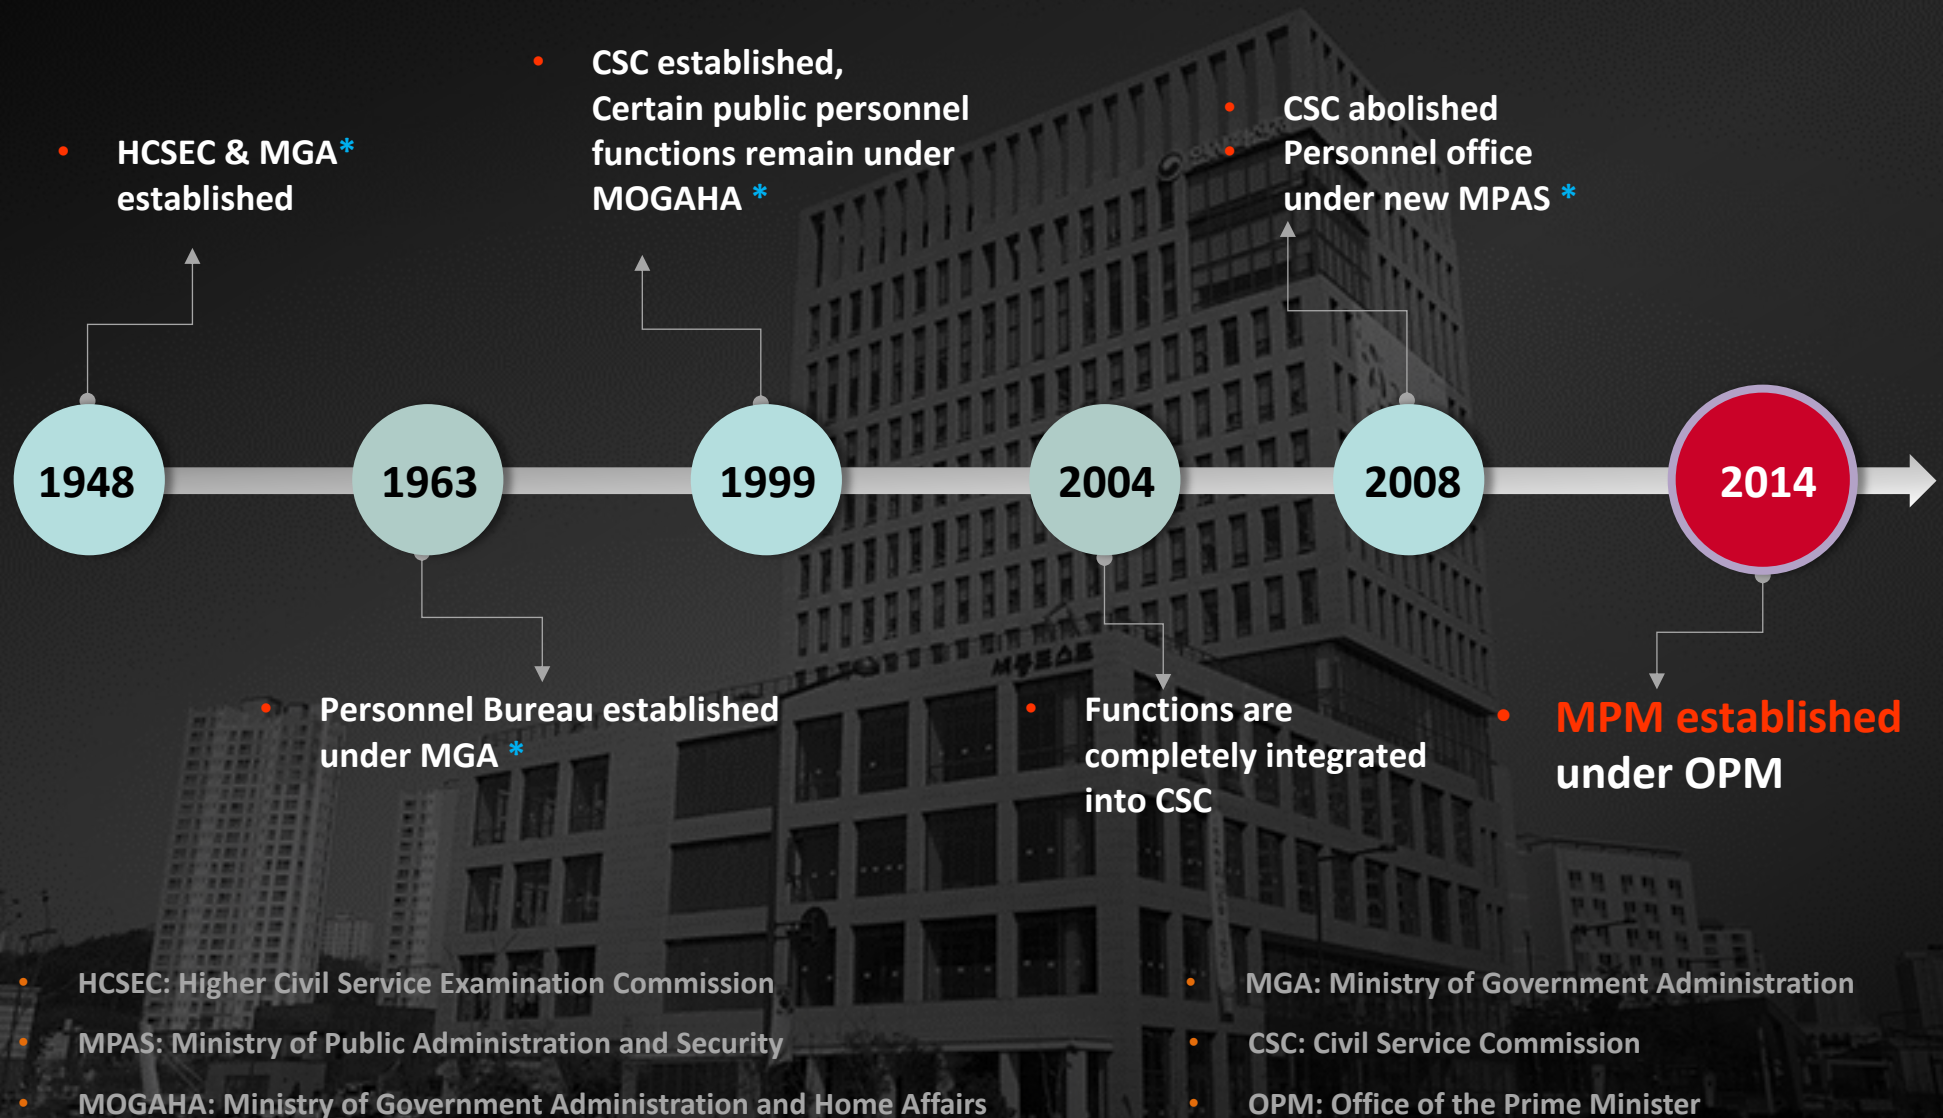 • HCSEC & MGA*
established
• CSC established,
Certain public personnel
functions remain under
MOGAHA *
• CSC abolished
• Personnel office
under new MPAS *
1948
1963
1999
2004
2008
2014
• Personnel Bureau established
under MGA *
• Functions are
completely integrated
into CSC
• MPM established
under OPM
• HCSEC: Higher Civil Service Examination Commission
• MGA: Ministry of Government Administration
• MPAS: Ministry of Public Administration and Security
• CSC: Civil Service Commission
• MOGAHA: Ministry of Government Administration and Home Affairs
• OPM: Office of the Prime Minister